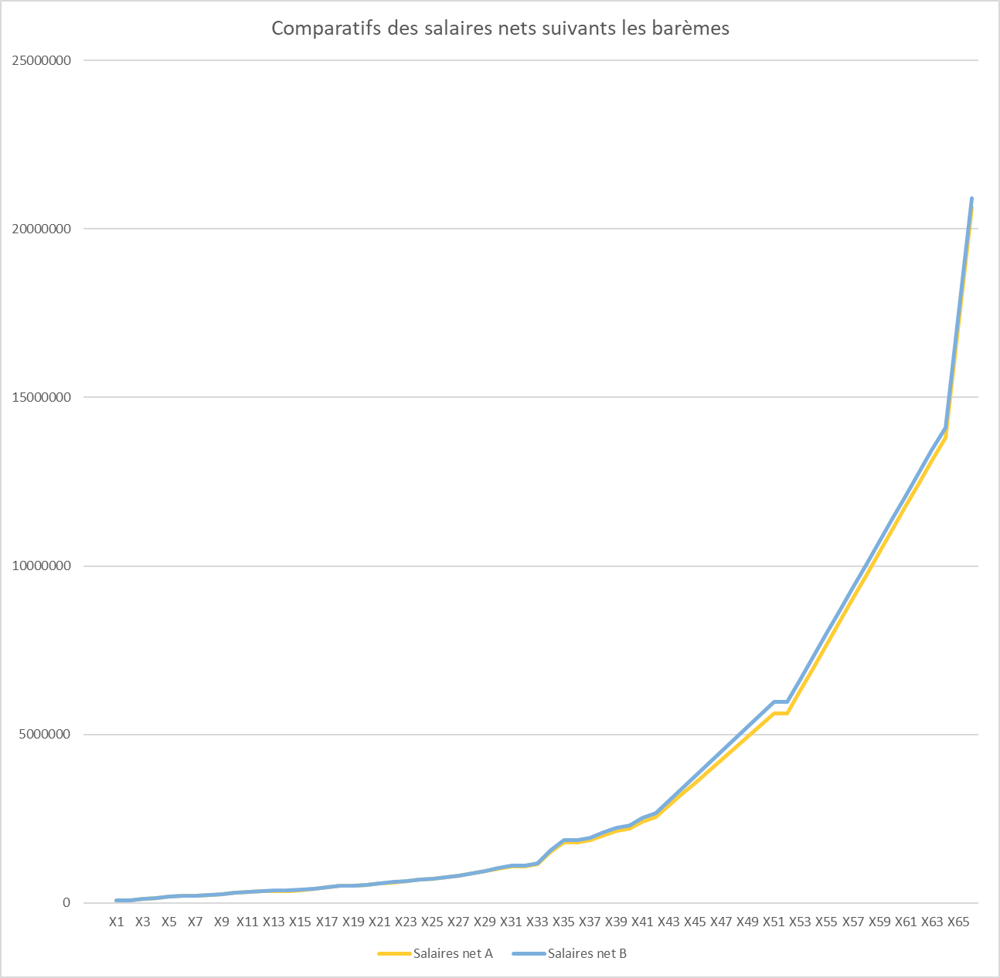 Comparatifs des salaires nets suivants les barèmes
25000000
20000000
15000000
10000000
5000000
0
X1 X3 X5 X7 X9 X11 X13 X15 X17 X19 X21 X23 X25 X27 X29 X31 X33 X35 X37 X39 X41 X43 X45 X47 X49 X51 X53 X55 X57 X59 X61 X63 X65
Salaires net A Salaires net B